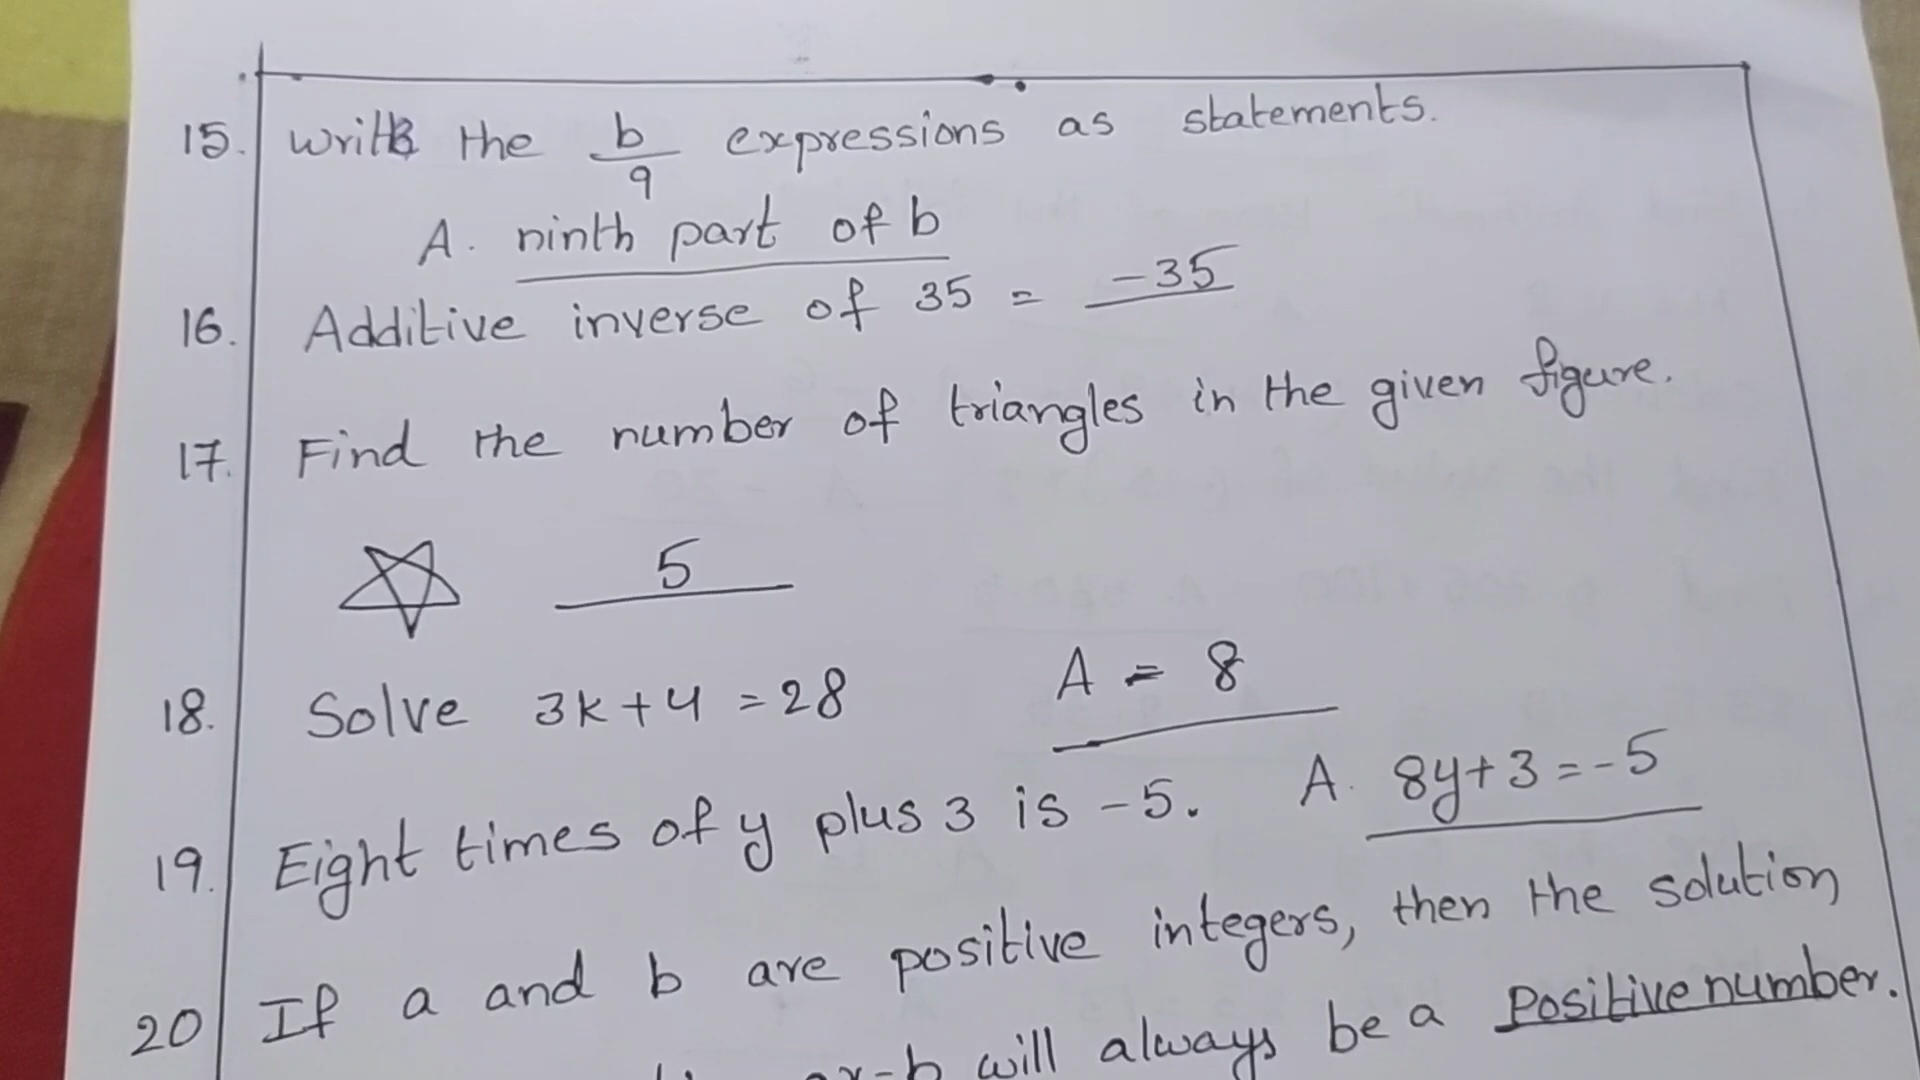 15. Write the b/9 expressions as statements.
A. ninth part of b
16. Additive inverse of 35 = -35
17. Find the number of triangles in the given figure.
5
18. Solve 3k+4=28 A = 8
19. Eight times of y plus 3 is -5. A. 8y+3=-5
20 If a and b are positive integers, then the solution
x-b will always be a positive number.